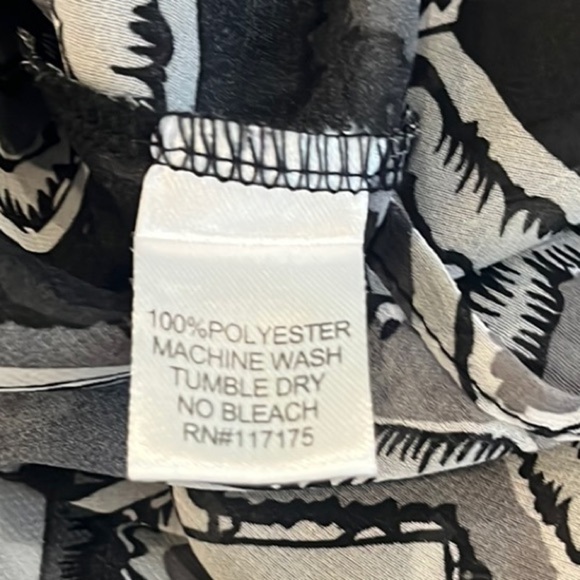 100%POLYESTER
MACHINE WASH
TUMBLE DRY
NO BLEACH
RN#117175